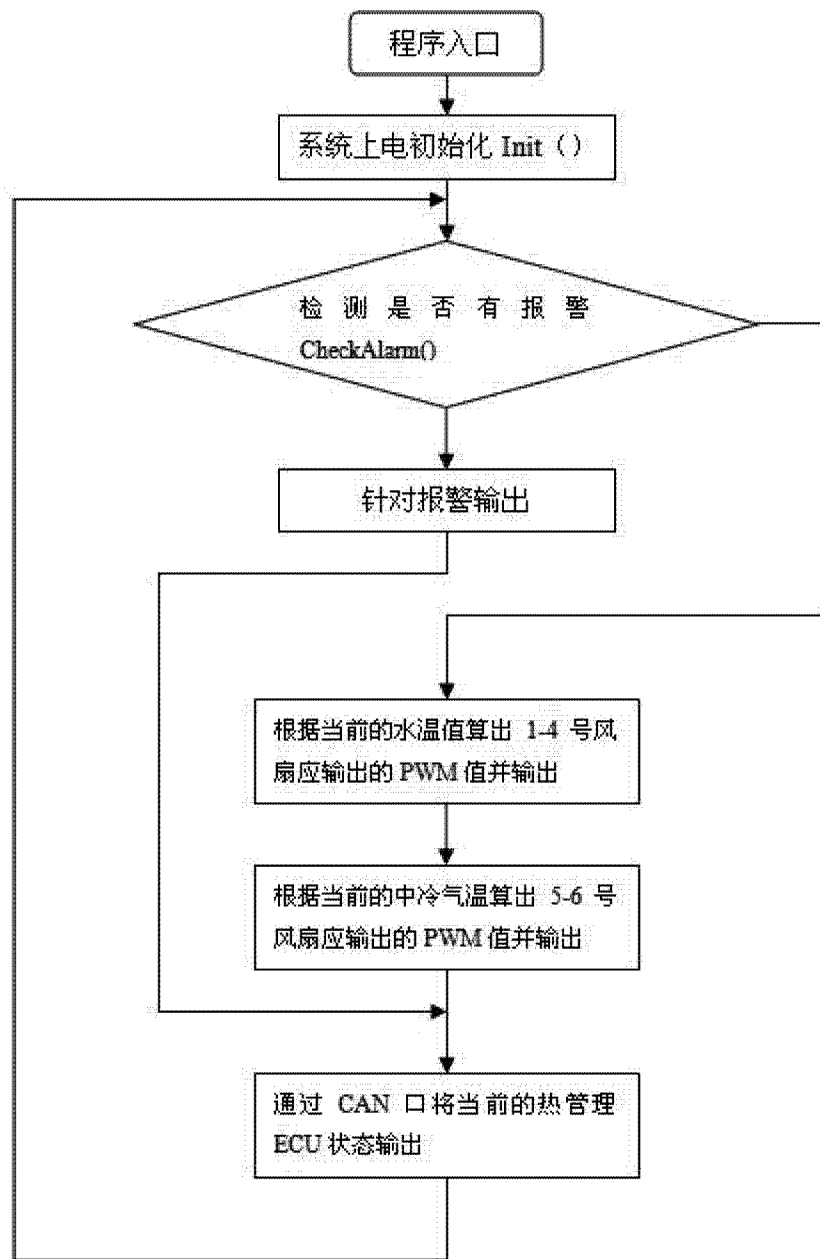 程序入口
系统上电初始化 Init（）
检 测 是 否 有 报 警
CheckAlarm()
针对报警输出
根据当前的水温值算出 1-4 号风
扇应输出的 PWM 值并输出
根据当前的中冷气温算出 5-6 号
风扇应输出的 PWM 值并输出
通过 CAN 口将当前的热管理
ECU 状态输出